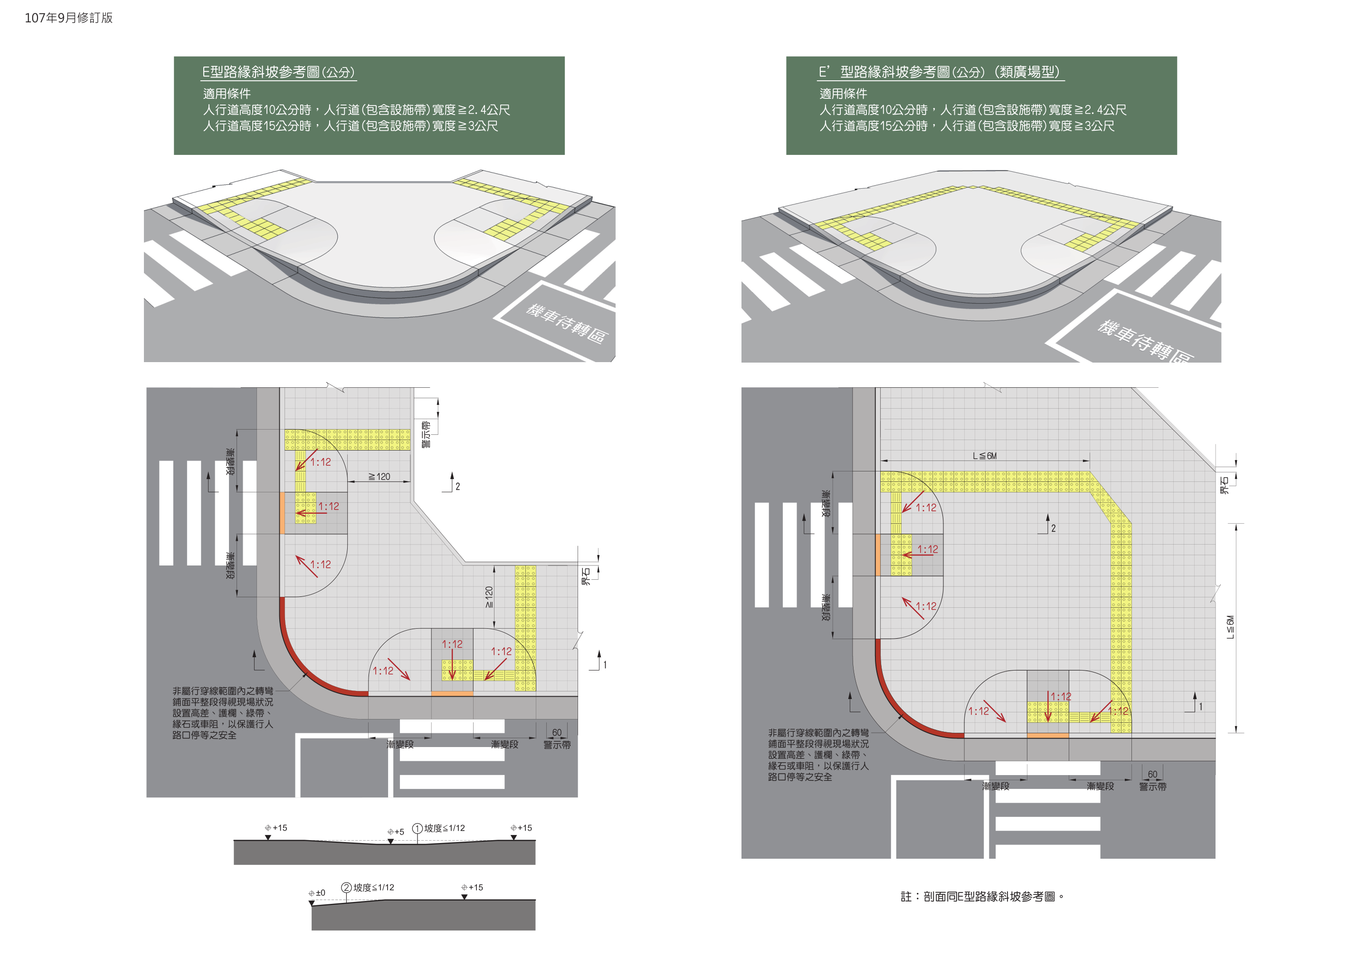 107年9月修訂版
E型路緣斜坡參考圖(公分)
適用條件
人行道高度10公分時，人行道(包含設施帶)寬度≧2.4公尺
人行道高度15公分時，人行道(包含設施帶)寬度≧3公尺
機車待轉區
漸變段
漸變段
1:12
1:12
1:12
≧120
警示帶
2
界石
≧120
1:12
1:12
1:12
1
非屬行穿線範圍內之轉彎
鋪面平整段得視現場狀況
設置高差、護欄、綠帶、
緣石或車阻，以保護行人
路口停等之安全
漸變段
漸變段
60
警示帶
+15
+5
①坡度≦1/12
+15
±0
②坡度≦1/12
+15
E’型路緣斜坡參考圖(公分)（類廣場型）
適用條件
人行道高度10公分時，人行道(包含設施帶)寬度≧2.4公尺
人行道高度15公分時，人行道(包含設施帶)寬度≧3公尺
機車待轉區
L≦6M
界石
漸變段
漸變段
1:12
1:12
1:12
2
L≦6M
1:12
1:12
1:12
1
非屬行穿線範圍內之轉彎
鋪面平整段得視現場狀況
設置高差、護欄、綠帶、
緣石或車阻，以保護行人
路口停等之安全
漸變段
漸變段
60
警示帶
註：剖面同E型路緣斜坡參考圖。